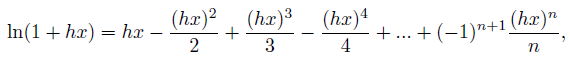 ln(1 + hx) = hx − (hx)²/2 + (hx)³/3 − (hx)⁴/4 + ... + (−1)ⁿ⁺¹ (hx)ⁿ/n,